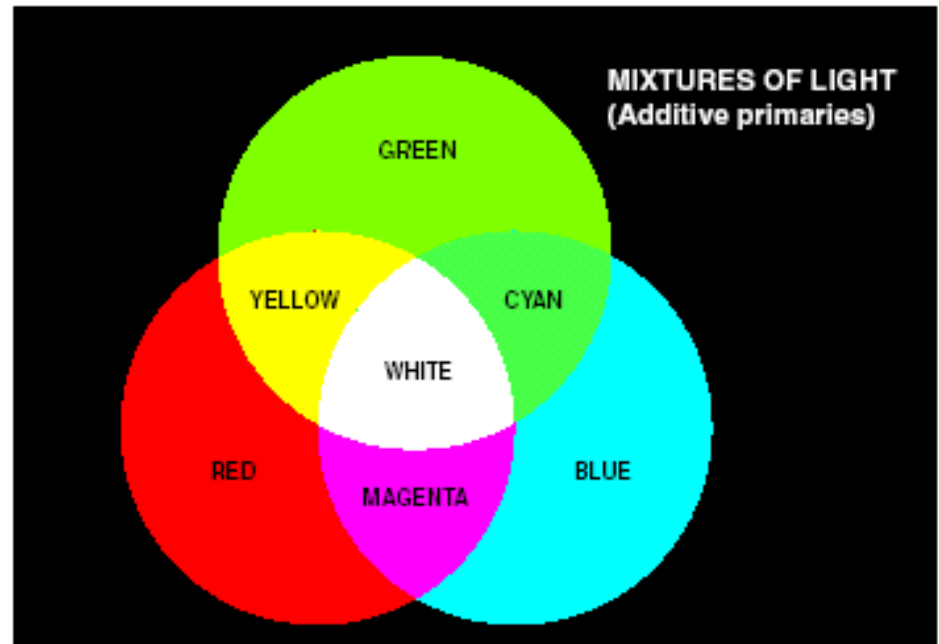 MIXTURES OF LIGHT
(Additive primaries)
GREEN
YELLOW
CYAN
WHITE
RED
BLUE
MAGENTA